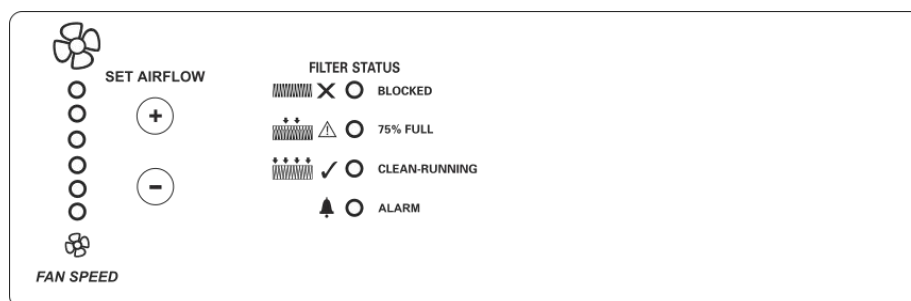 SET AIRFLOW
+
-
FAN SPEED
FILTER STATUS
BLOCKED
75% FULL
CLEAN-RUNNING
ALARM